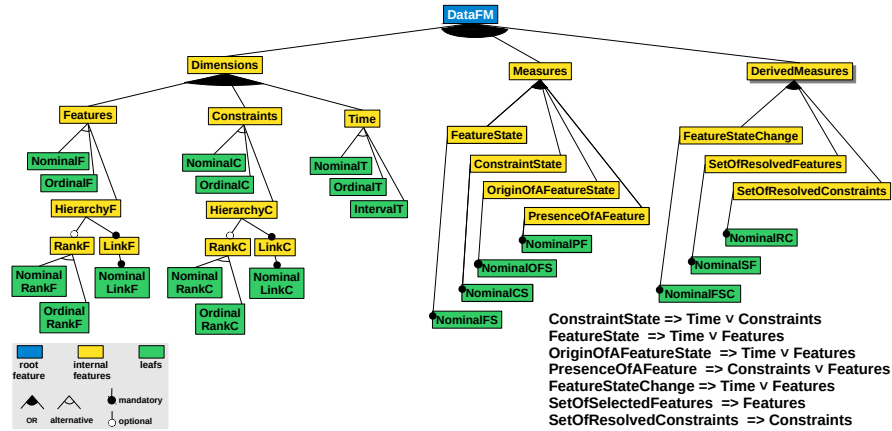 DataFM
Dimensions
Measures
DerivedMeasures
Features
Constraints
Time
FeatureState
FeatureStateChange
NominalF
OrdinalF
NominalC
OrdinalC
NominalT
OrdinalT
IntervalT
ConstraintState
OriginOfAFeatureState
PresenceOfAFeature
SetOfResolvedFeatures
SetOfResolvedConstraints
HierarchyF
HierarchyC
RankF
LinkF
RankC
LinkC
Nominal
RankF
Nominal
LinkF
Nominal
RankC
Nominal
LinkC
Ordinal
RankF
Ordinal
RankC
NominalPF
NominalOFS
NominalCS
NominalFS
NominalRC
NominalSF
NominalFSC
ConstraintState => Time v Constraints
FeatureState => Time v Features
OriginOfAFeatureState => Time v Features
PresenceOfAFeature => Constraints v Features
FeatureStateChange => Time v Features
SetOfSelectedFeatures => Features
SetOfResolvedConstraints => Constraints
root
feature
internal
features
leafs
OR
alternative
mandatory
optional